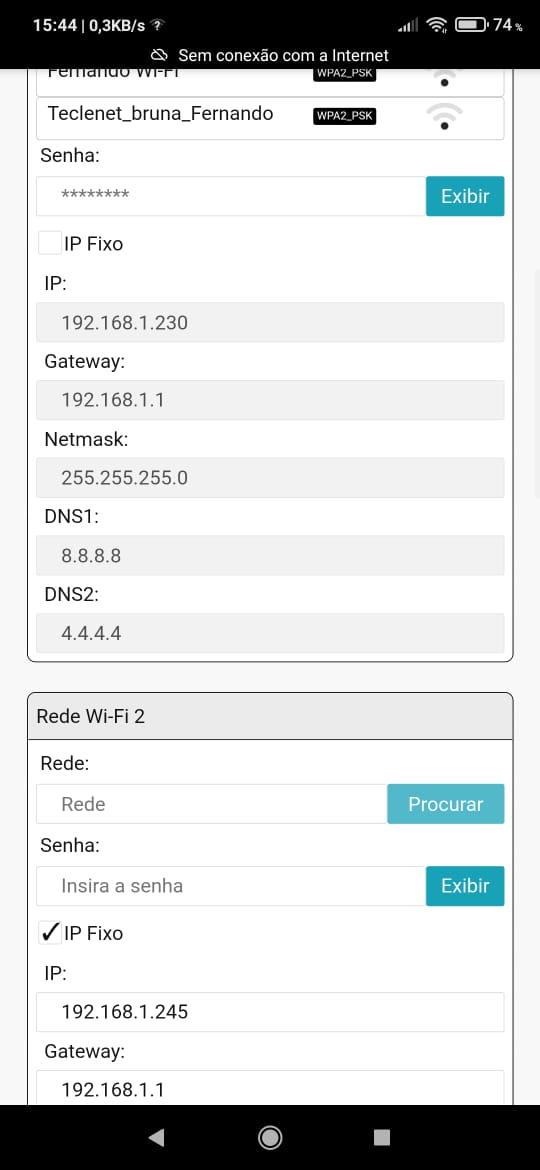 15:44 | 0,3KB/s ? 74 %
Sem conexão com a Internet
Fernando Wi-Fi WPA2_PSK
Teclenet_bruna_Fernando WPA2_PSK
Senha:
******** Exibir
IP Fixo
IP:
192.168.1.230
Gateway:
192.168.1.1
Netmask:
255.255.255.0
DNS1:
8.8.8.8
DNS2:
4.4.4.4
Rede Wi-Fi 2
Rede:
Rede Procurar
Senha:
Insira a senha Exibir
IP Fixo
IP:
192.168.1.245
Gateway:
192.168.1.1